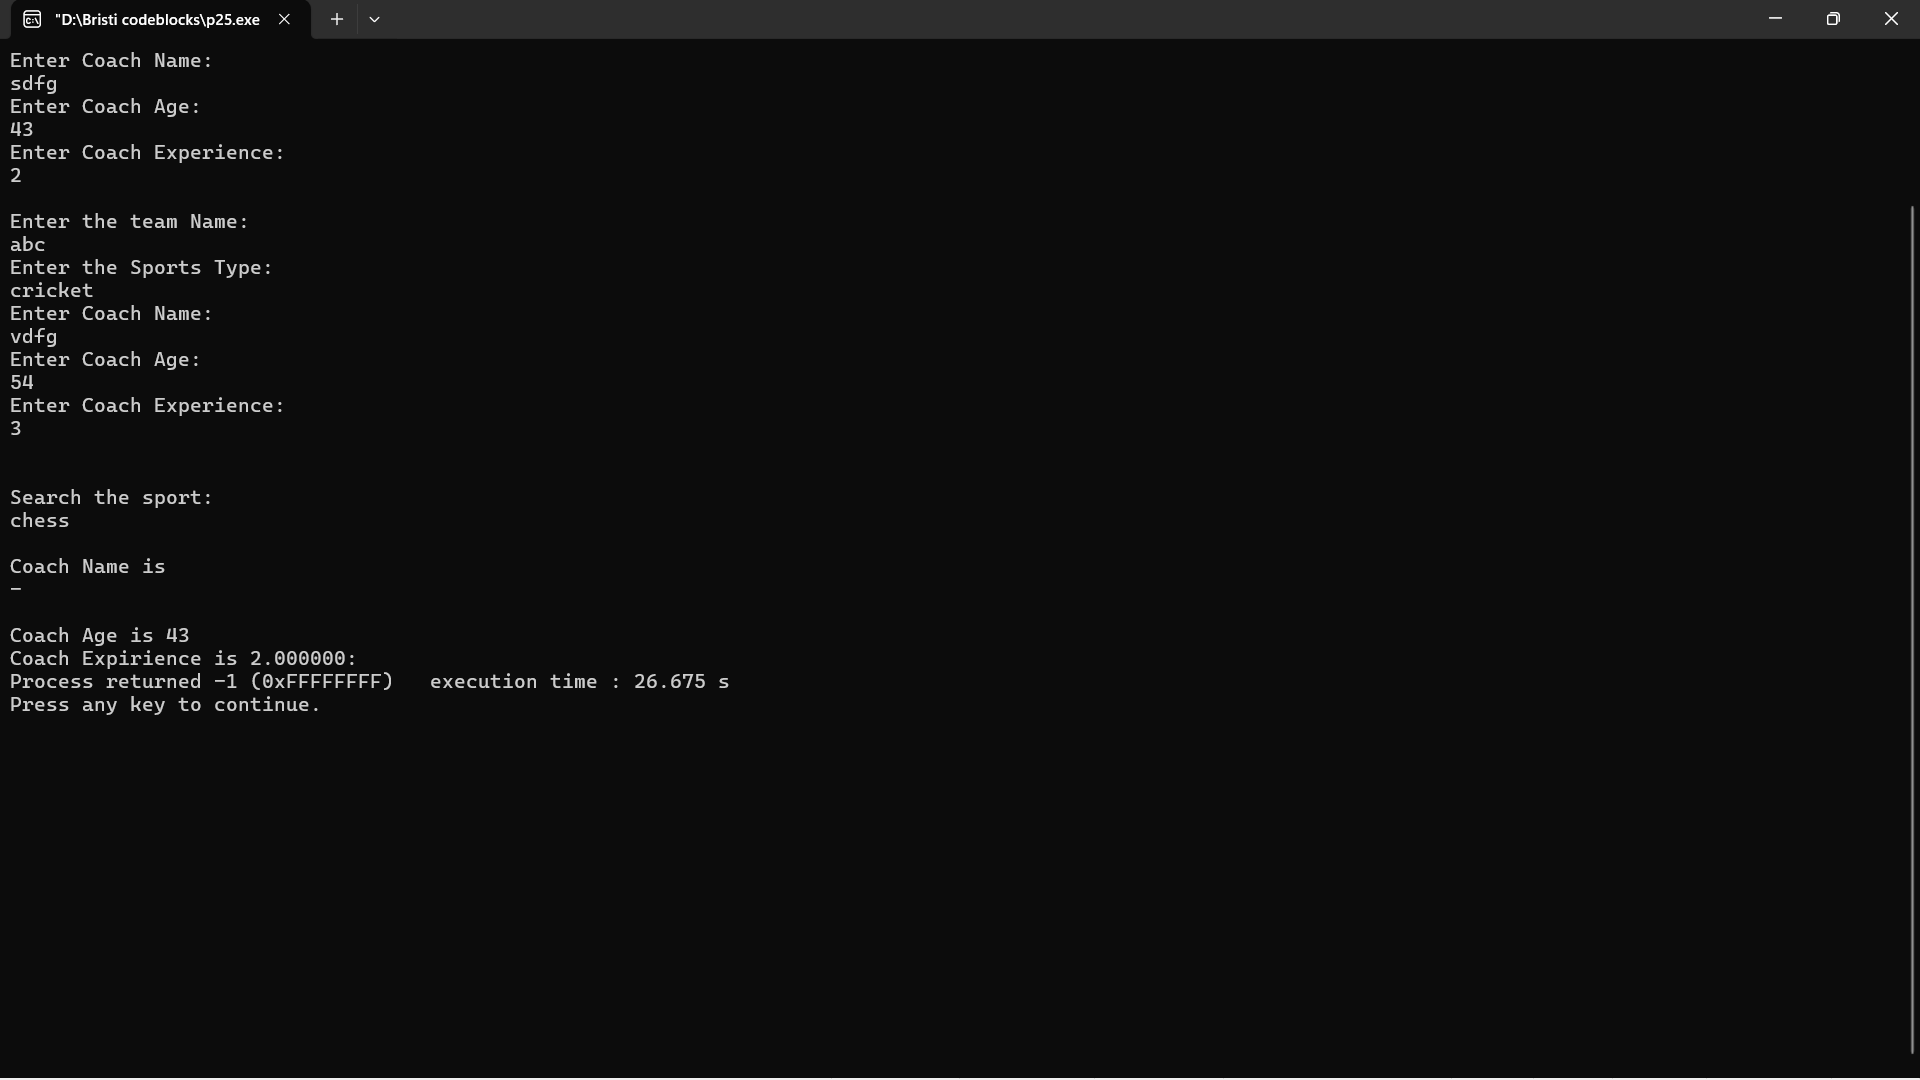 "D:\Bristi codeblocks\p25.exe
Enter Coach Name:
sdfg
Enter Coach Age:
43
Enter Coach Experience:
2
Enter the team Name:
abc
Enter the Sports Type:
cricket
Enter Coach Name:
vdfg
Enter Coach Age:
54
Enter Coach Experience:
3
Search the sport:
chess
Coach Name is
–
Coach Age is 43
Coach Expirience is 2.000000:
Process returned -1 (0xFFFFFFFF)   execution time : 26.675 s
Press any key to continue.